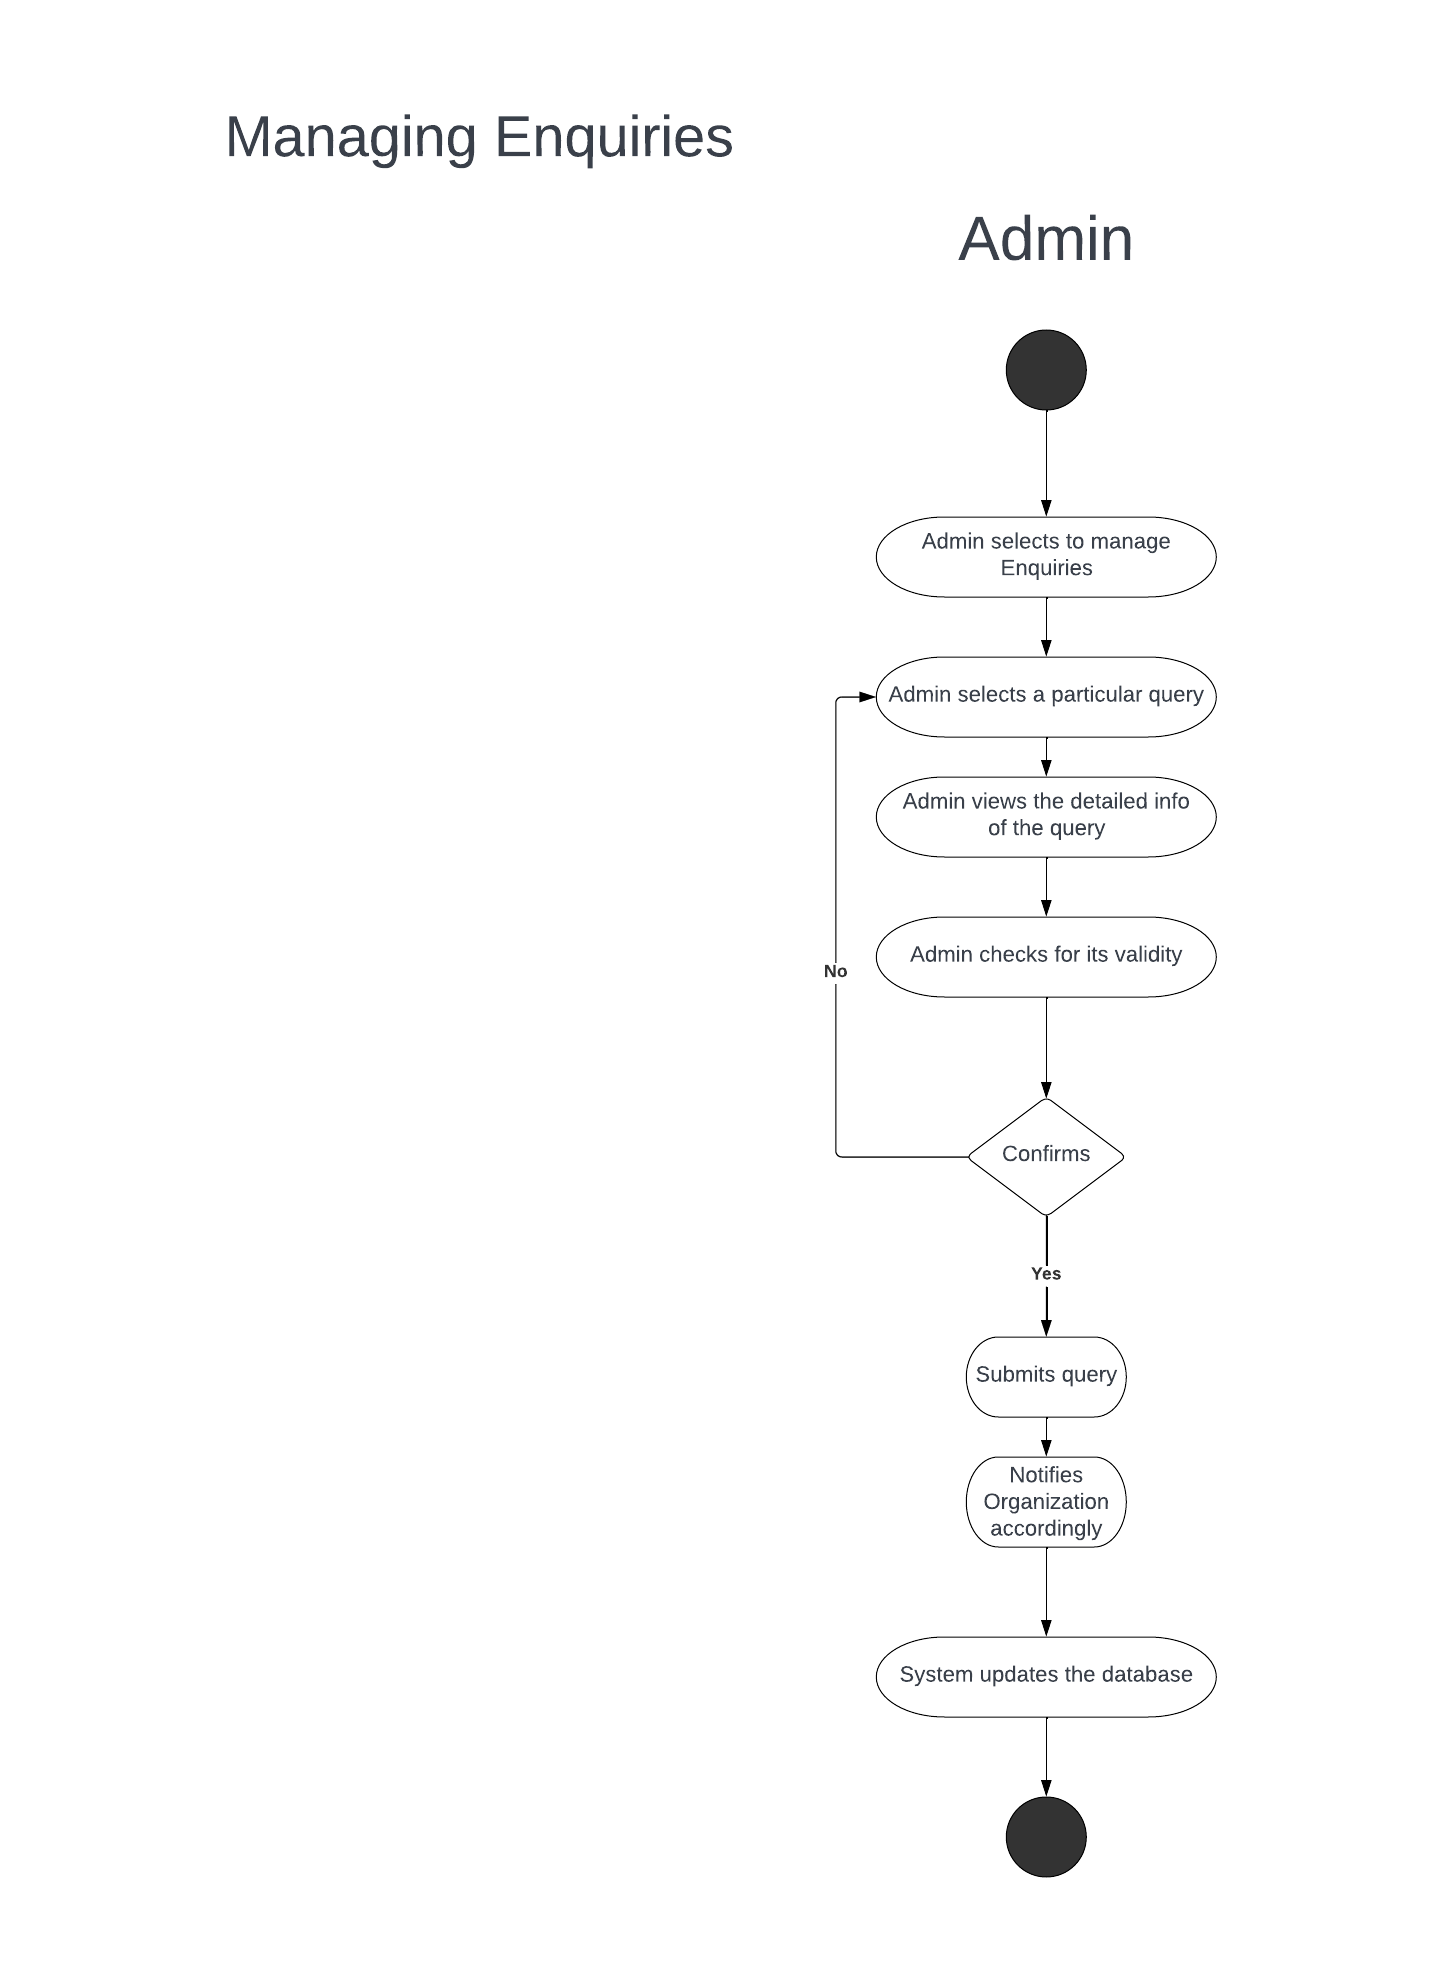 Managing Enquiries
Admin
Admin selects to manage
Enquiries
Admin selects a particular query
Admin views the detailed info
of the query
Admin checks for its validity
No
Confirms
Yes
Submits query
Notifies
Organization
accordingly
System updates the database